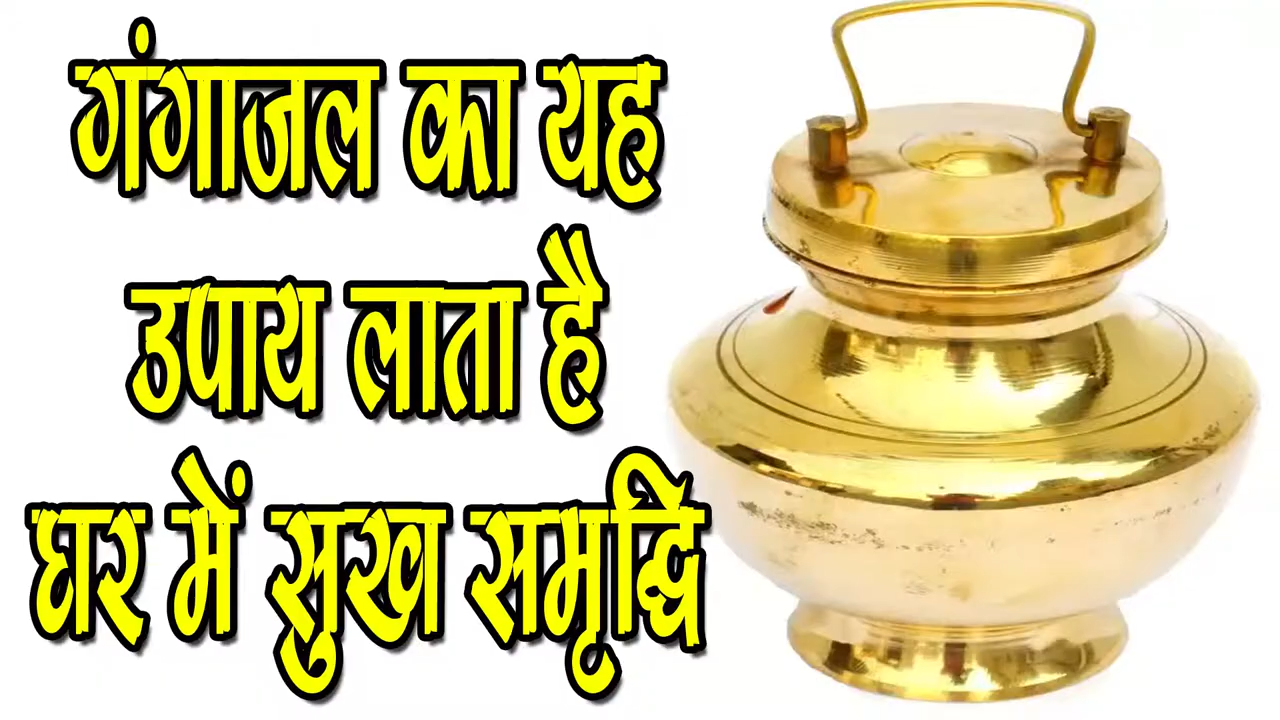 गंगाजल का यह
उपाय लाता है
घर में सुख समृद्धि